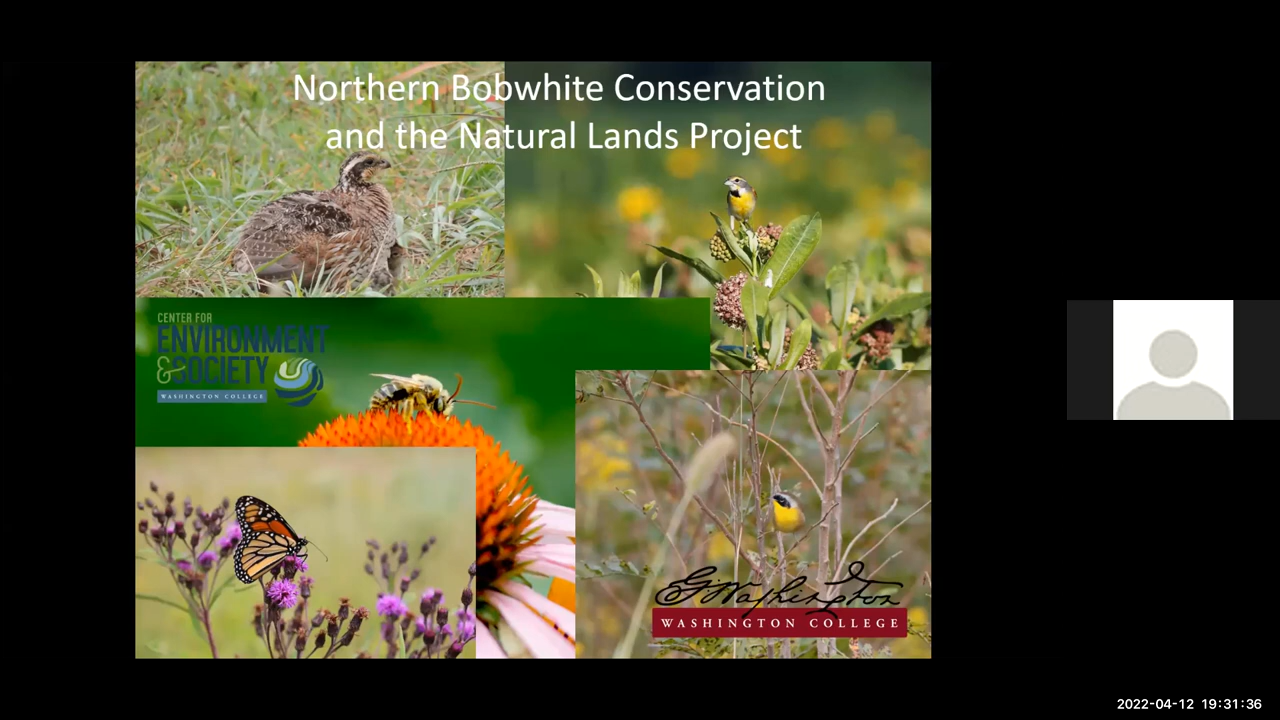 Northern Bobwhite Conservation
and the Natural Lands Project
CENTER FOR
ENVIRONMENT
&SOCIETY
WASHINGTON COLLEGE
G. Washington
WASHINGTON COLLEGE
2022-04-12 19:31:36